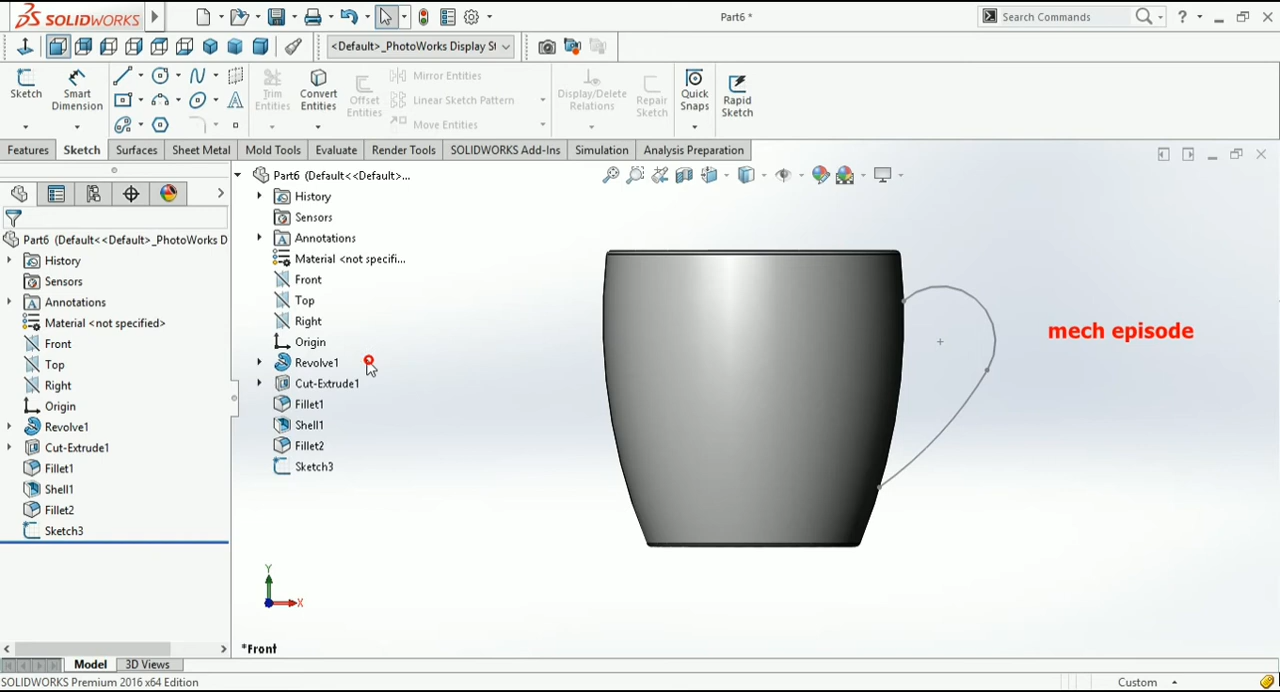 SOLIDWORKS
Part6 *
Search Commands
<Default>_PhotoWorks Display St
Sketch
Smart Dimension
Trim Entities
Convert Entities
Offset Entities
Mirror Entities
Linear Sketch Pattern
Move Entities
Display/Delete Relations
Repair Sketch
Quick Snaps
Rapid Sketch
Features
Sketch
Surfaces
Sheet Metal
Mold Tools
Evaluate
Render Tools
SOLIDWORKS Add-Ins
Simulation
Analysis Preparation
Part6 (Default<<Default>_PhotoWorks D
History
Sensors
Annotations
Material <not specified>
Front
Top
Right
Origin
Revolve1
Cut-Extrude1
Fillet1
Shell1
Fillet2
Sketch3
Part6 (Default<<Default>...
History
Sensors
Annotations
Material <not specifi...
Front
Top
Right
Origin
Revolve1
Cut-Extrude1
Fillet1
Shell1
Fillet2
Sketch3
mech episode
Y
X
*Front
Model
3D Views
SOLIDWORKS Premium 2016 x64 Edition
Custom